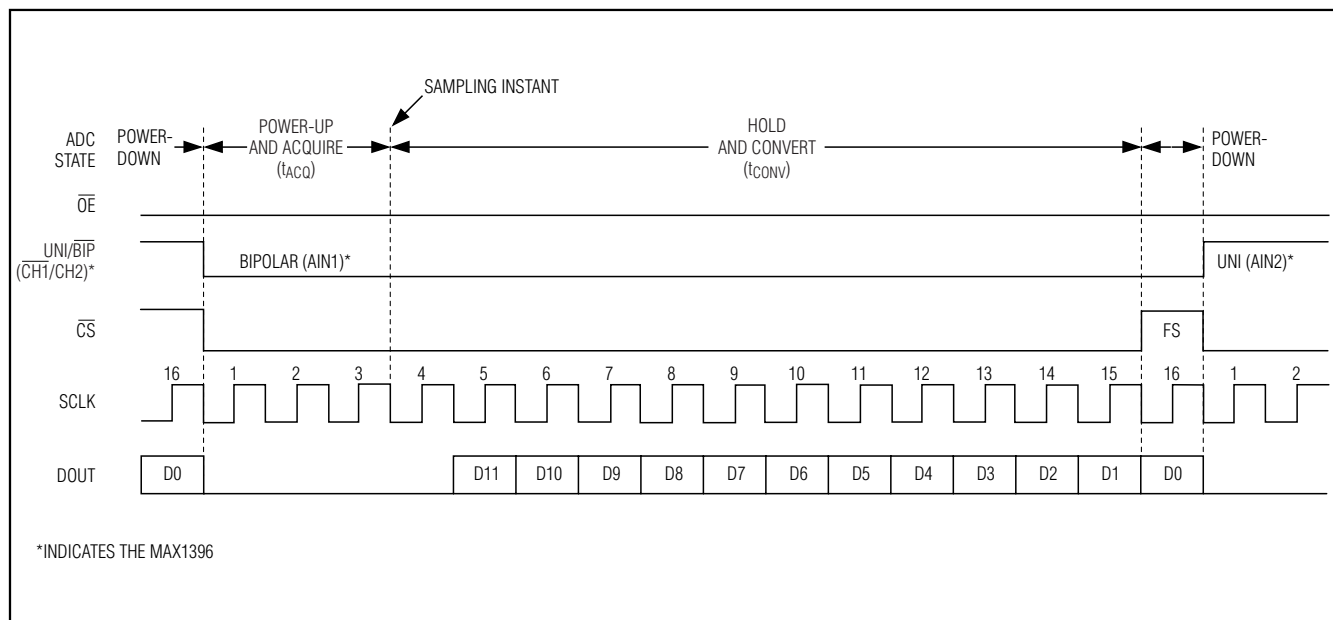 SAMPLING INSTANT
ADC
STATE
POWER-
DOWN
POWER-UP
AND ACQUIRE
(tACQ)
HOLD
AND CONVERT
(tCONV)
POWER-
DOWN
OE
UNI/BIP
(CH1/CH2)*
BIPOLAR (AIN1)*
UNI (AIN2)*
CS
FS
16 1 2 3 4 5 6 7 8 9 10 11 12 13 14 15 16 1 2
SCLK
DOUT D0 D11 D10 D9 D8 D7 D6 D5 D4 D3 D2 D1 D0
*INDICATES THE MAX1396